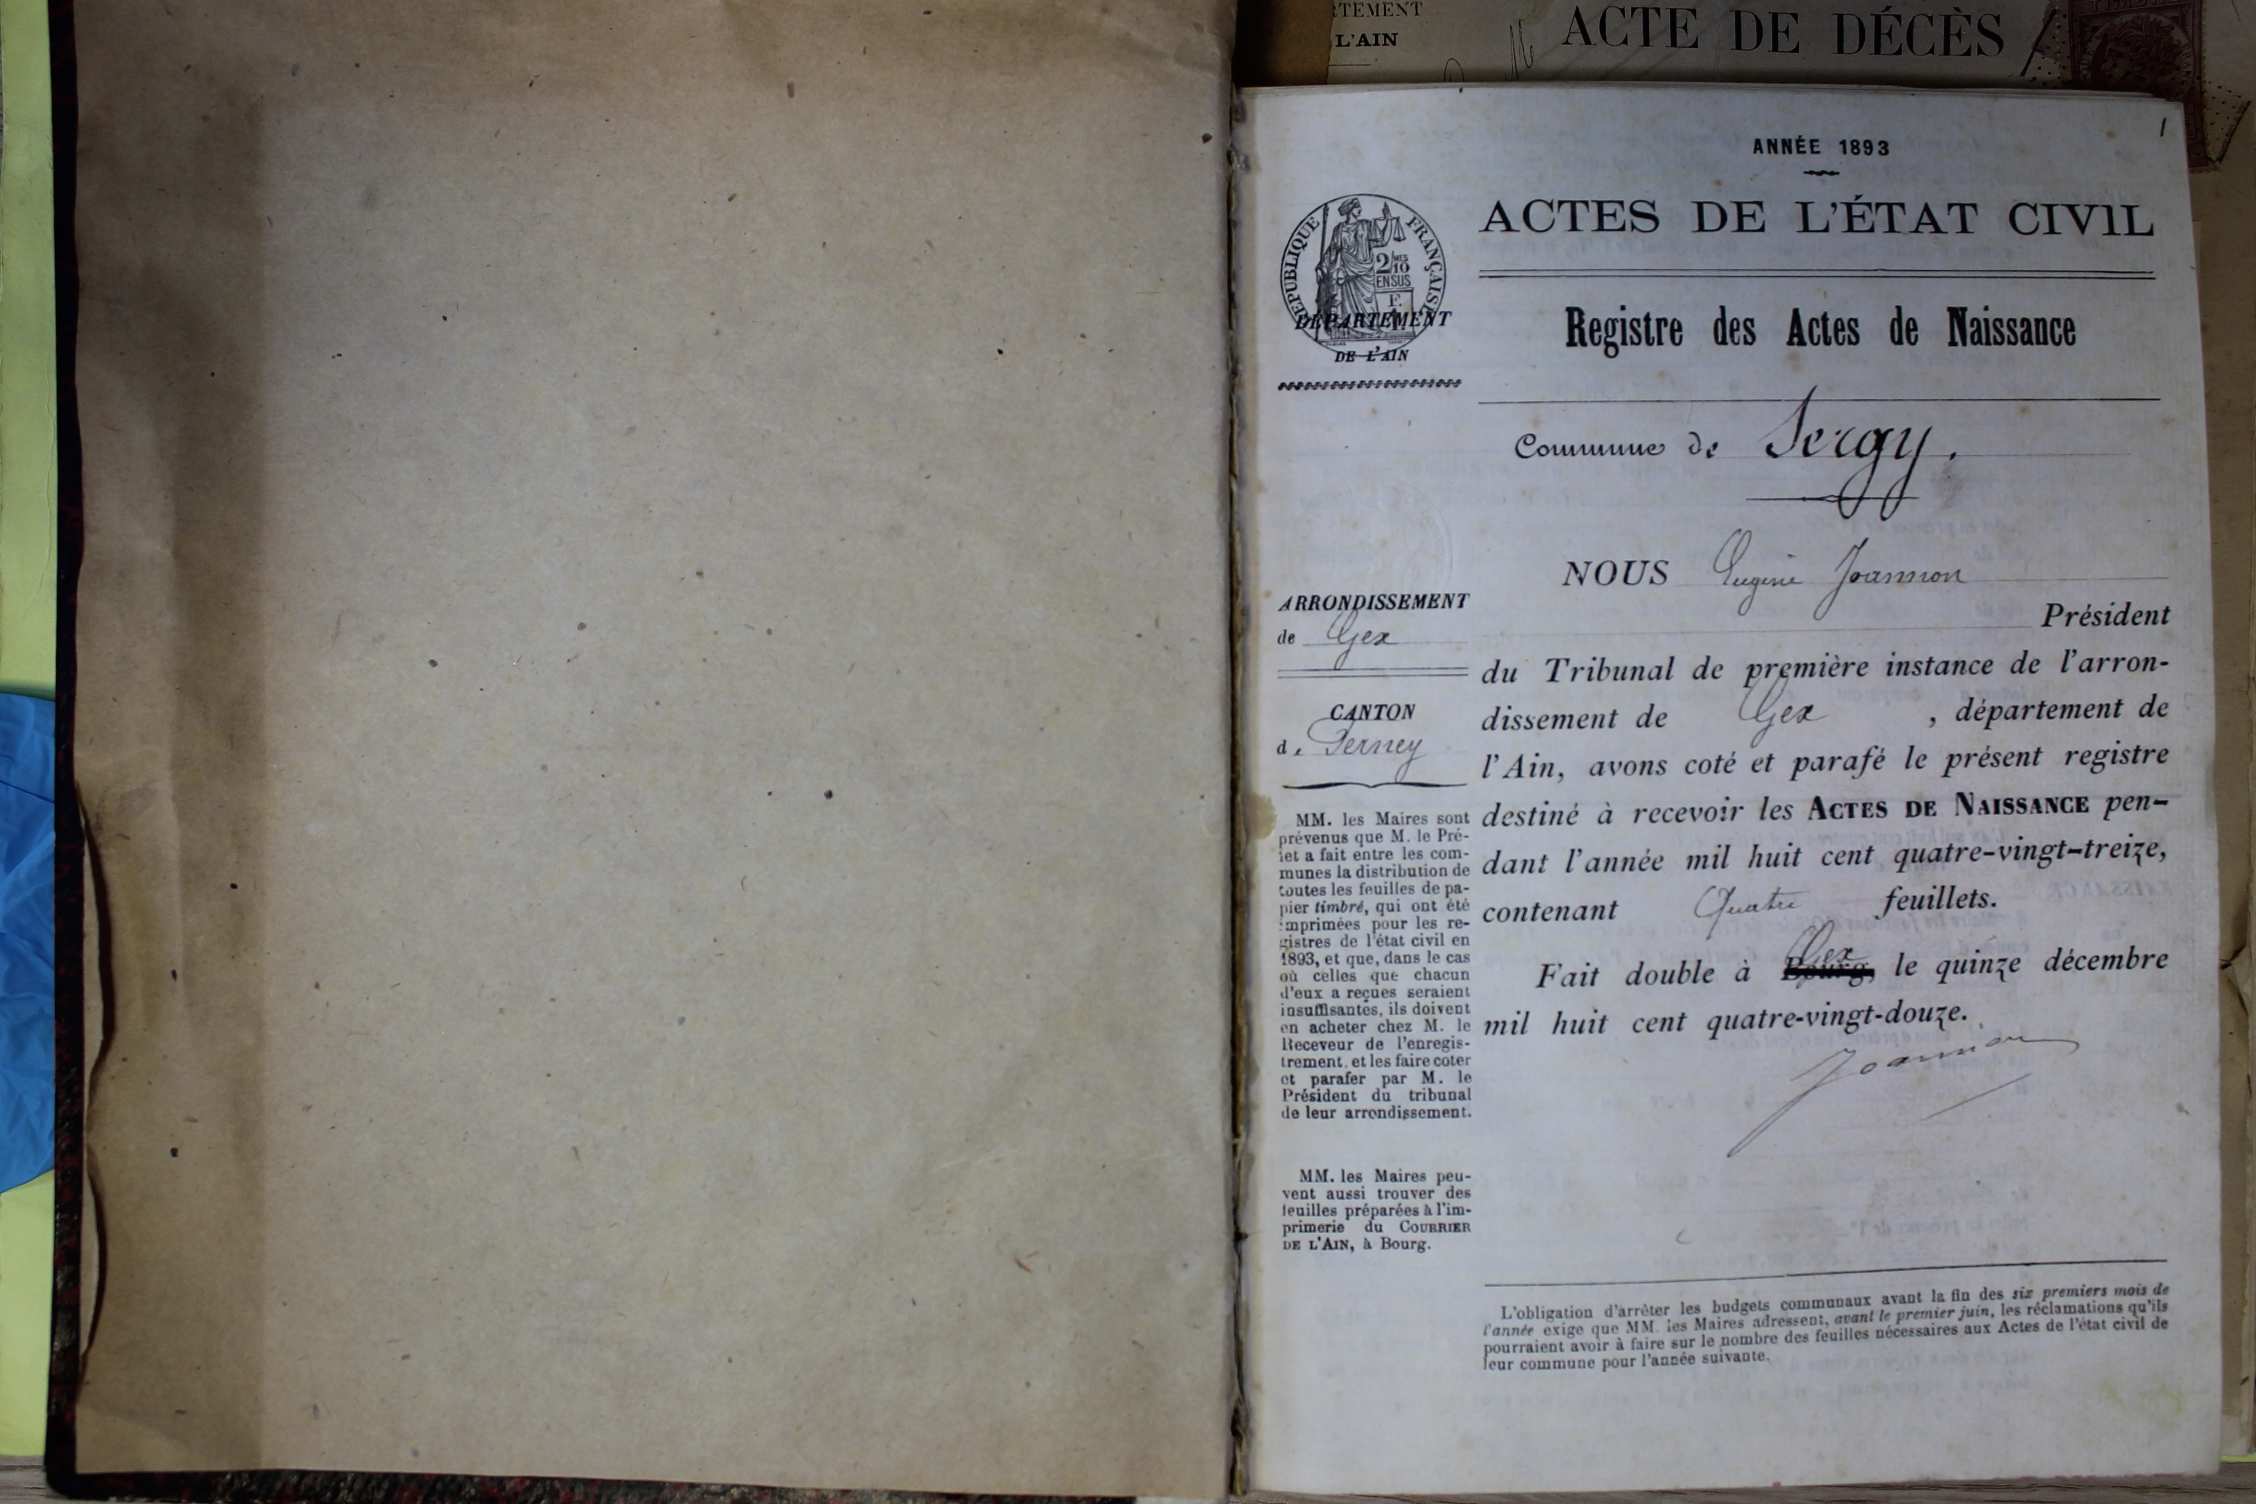 RTEMENT
L'AIN
ACTE DE DÉCÈS
1
ANNÉE 1893
ACTES DE L'ÉTAT CIVIL
RÉPUBLIQUE FRANÇAISE
2/10
EN SUS
DÉPARTEMENT
DE L'AIN
Registre des Actes de Naissance
Commune de Sergy.
NOUS Eugène Joannon
Président
du Tribunal de première instance de l'arron-
dissement de Gex, département de
l'Ain, avons coté et parafé le présent registre
destiné à recevoir les ACTES DE NAISSANCE pen-
dant l'année mil huit cent quatre-vingt-treize,
contenant Quatre feuillets.
Fait double à Bourg, Gex le quinze décembre
mil huit cent quatre-vingt-douze.
Joannon
ARRONDISSEMENT
de Gex
CANTON
de Ferney
MM. les Maires sont
prévenus que M. le Pré-
fet a fait entre les com-
munes la distribution de
toutes les feuilles de pa-
pier timbré, qui ont été
imprimées pour les re-
gistres de l'état civil en
1893, et que, dans le cas
où celles que chacun
d'eux a reçues seraient
insuffisantes, ils doivent
en acheter chez M. le
Receveur de l'enregis-
trement, et les faire coter
et parafer par M. le
Président du tribunal
de leur arrondissement.
MM. les Maires peu-
vent aussi trouver des
feuilles préparées à l'im-
primerie du COURRIER
DE L'AIN, à Bourg.
L'obligation d'arrêter les budgets communaux avant la fin des six premiers mois de
l'année exige que MM. les Maires adressent, avant le premier juin, les réclamations qu'ils
pourraient avoir à faire sur le nombre des feuilles nécessaires aux Actes de l'état civil de
leur commune pour l'année suivante.